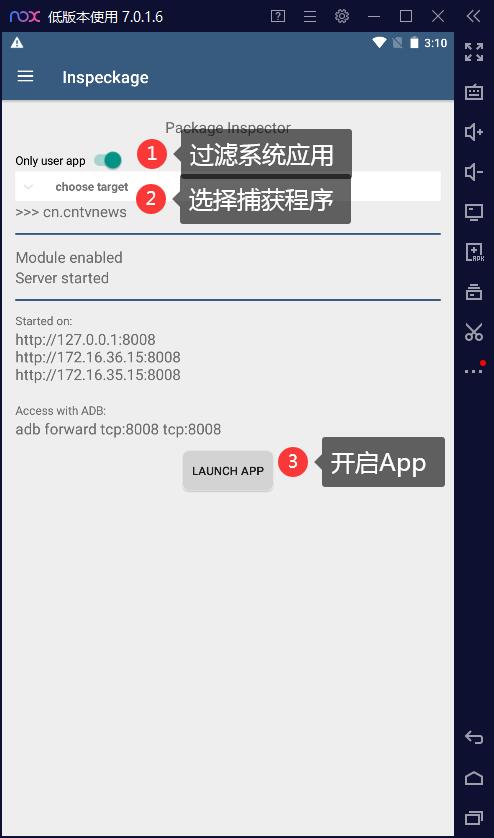 nox 低版本使用 7.0.1.6
3:10
Inspeckage
Package Inspector
Only user app
1 过滤系统应用
choose target
2 选择捕获程序
>>> cn.cntvnews
Module enabled
Server started
Started on:
http://127.0.0.1:8008
http://172.16.36.15:8008
http://172.16.35.15:8008
Access with ADB:
adb forward tcp:8008 tcp:8008
LAUNCH APP
3 开启App
APK